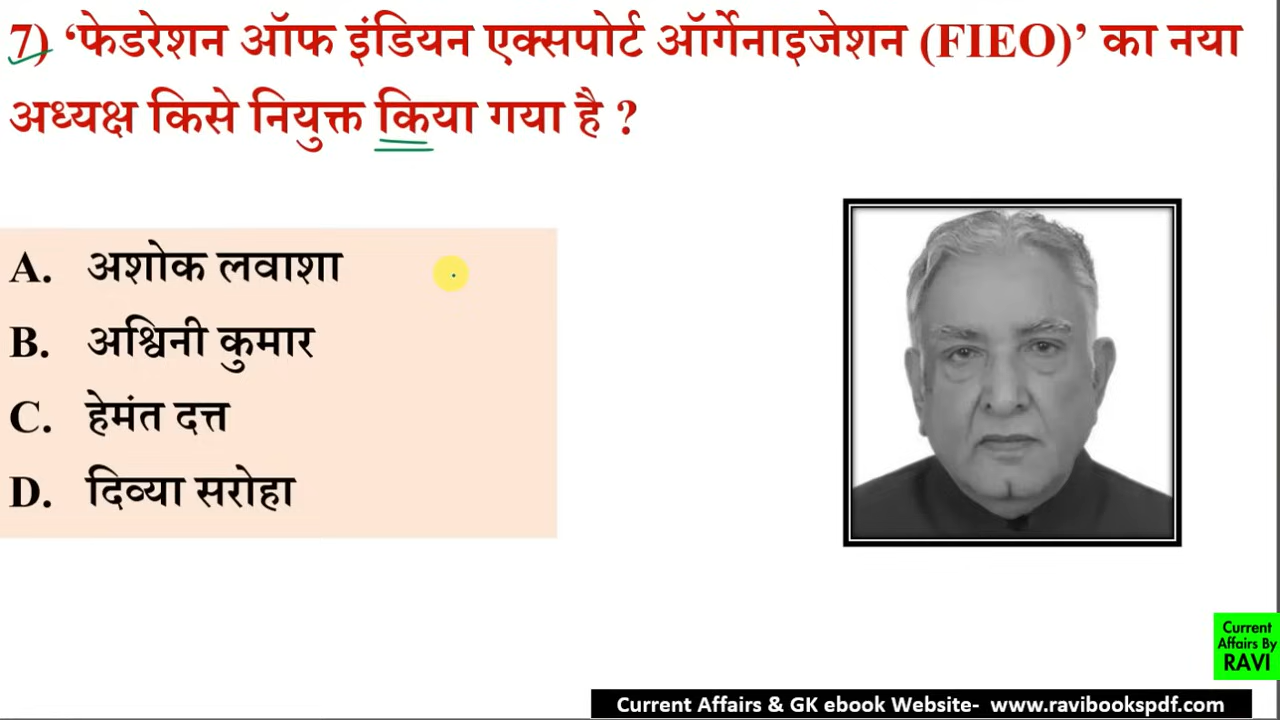 7) ‘फेडरेशन ऑफ इंडियन एक्सपोर्ट ऑर्गेनाइजेशन (FIEO)’ का नया
अध्यक्ष किसे नियुक्त किया गया है ?
A. अशोक लवाशा
B. अश्विनी कुमार
C. हेमंत दत्त
D. दिव्या सरोहा
Current
Affairs By
RAVI
Current Affairs & GK ebook Website- www.ravibookspdf.com